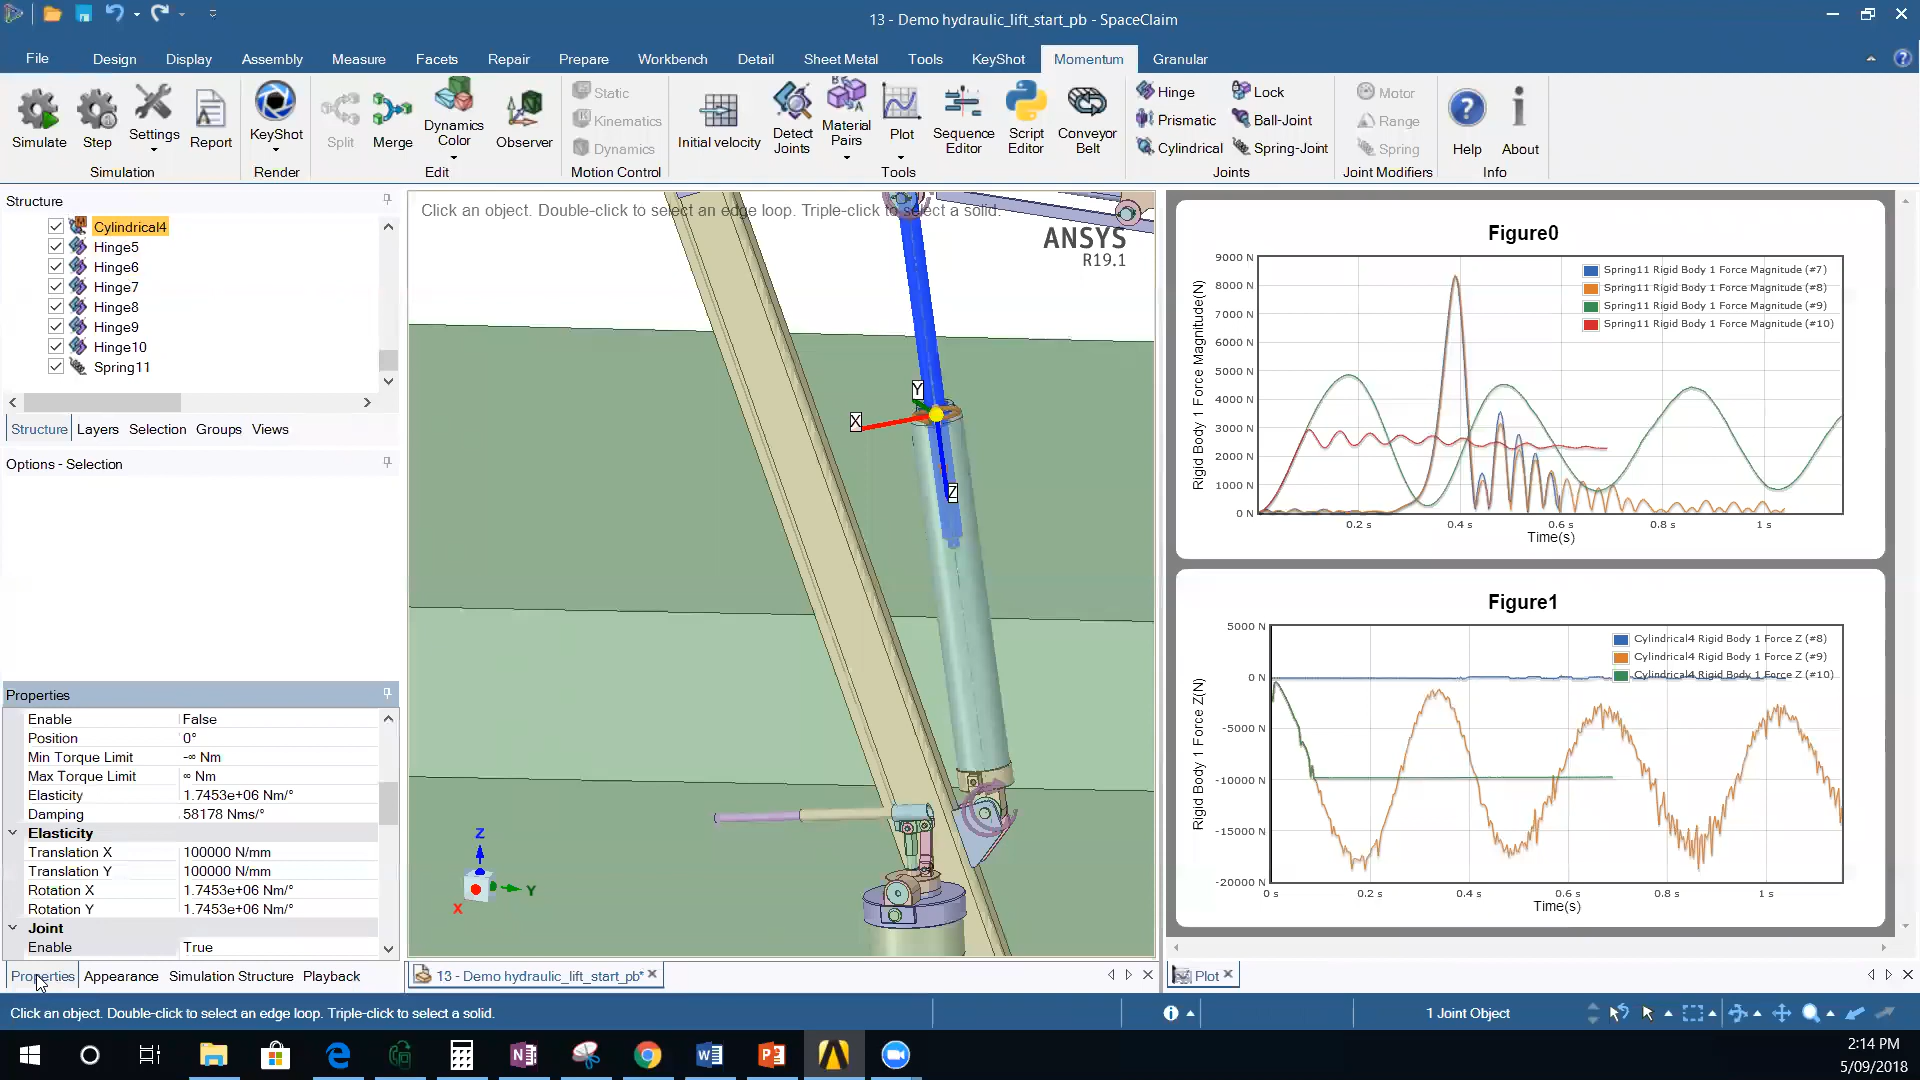 13 - Demo hydraulic_lift_start_pb - SpaceClaim
File Design Display Assembly Measure Facets Repair Prepare Workbench Detail Sheet Metal Tools KeyShot Momentum Granular
Simulate Step Settings Report
Simulation
KeyShot
Render
Split Merge Dynamics Color Observer
Edit
Static
Kinematics
Dynamics
Motion Control
Initial velocity Detect Joints Material Pairs Plot Sequence Editor Script Editor Conveyor Belt
Tools
Hinge Lock
Prismatic Ball-Joint
Cylindrical Spring-Joint
Joints
Motor
Range
Spring
Joint Modifiers
Help About
Info
Structure
Cylindrical4
Hinge5
Hinge6
Hinge7
Hinge8
Hinge9
Hinge10
Spring11
Structure Layers Selection Groups Views
Options - Selection
Properties
Enable False
Position 0°
Min Torque Limit -∞ Nm
Max Torque Limit ∞ Nm
Elasticity 1.7453e+06 Nm/°
Damping 58178 Nms/°
Elasticity
Translation X 100000 N/mm
Translation Y 100000 N/mm
Rotation X 1.7453e+06 N/°
Rotation Y 1.7453e+06 N/°
Joint
Enable True
Properties Appearance Simulation Structure Playback
Click an object. Double-click to select an edge loop. Triple-click to select a solid.
ANSYS
R19.1
Y
X
Z
Z
Y
X
13 - Demo hydraulic_lift_start_pb*
Figure0
Rigid Body 1 Force Magnitude(N)
9000 N
8000 N
7000 N
6000 N
5000 N
4000 N
3000 N
2000 N
1000 N
0 N
Spring11 Rigid Body 1 Force Magnitude (#7)
Spring11 Rigid Body 1 Force Magnitude (#8)
Spring11 Rigid Body 1 Force Magnitude (#9)
Spring11 Rigid Body 1 Force Magnitude (#10)
0.2 s 0.4 s 0.6 s 0.8 s 1 s
Time(s)
Figure1
Rigid Body 1 Force Z(N)
5000 N
0 N
-5000 N
-10000 N
-15000 N
-20000 N
Cylindrical4 Rigid Body 1 Force Z (#8)
Cylindrical4 Rigid Body 1 Force Z (#9)
Cylindrical4 Rigid Body 1 Force Z (#10)
0 s 0.2 s 0.4 s 0.6 s 0.8 s 1 s
Time(s)
Plot
Click an object. Double-click to select an edge loop. Triple-click to select a solid.
1 Joint Object
2:14 PM
5/09/2018